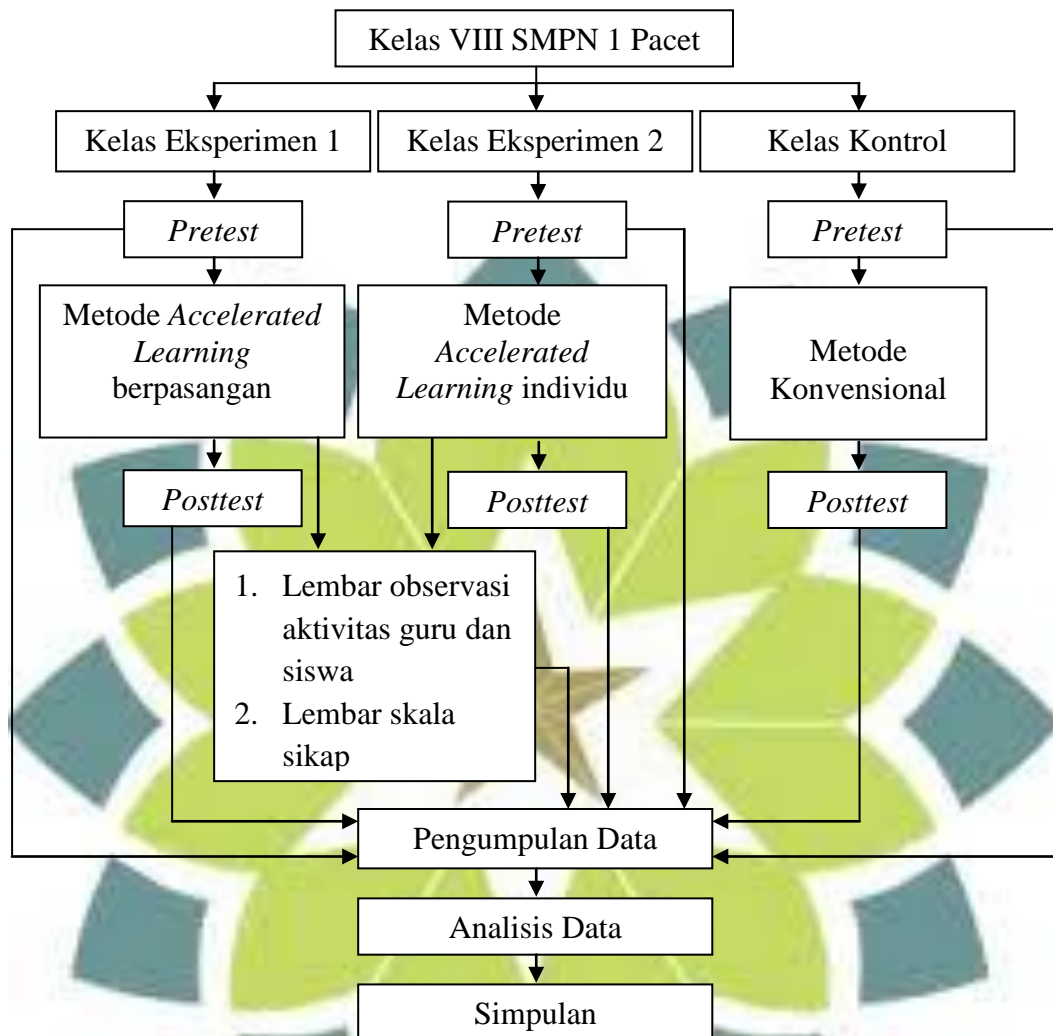 Kelas VIII SMPN 1 Pacet
Kelas Eksperimen 1
Kelas Eksperimen 2
Kelas Kontrol
Pretest
Pretest
Pretest
Metode Accelerated
Learning
berpasangan
Metode
Accelerated
Learning individu
Metode
Konvensional
Posttest
Posttest
Posttest
1. Lembar observasi
aktivitas guru dan
siswa
2. Lembar skala
sikap
Pengumpulan Data
Analisis Data
Simpulan